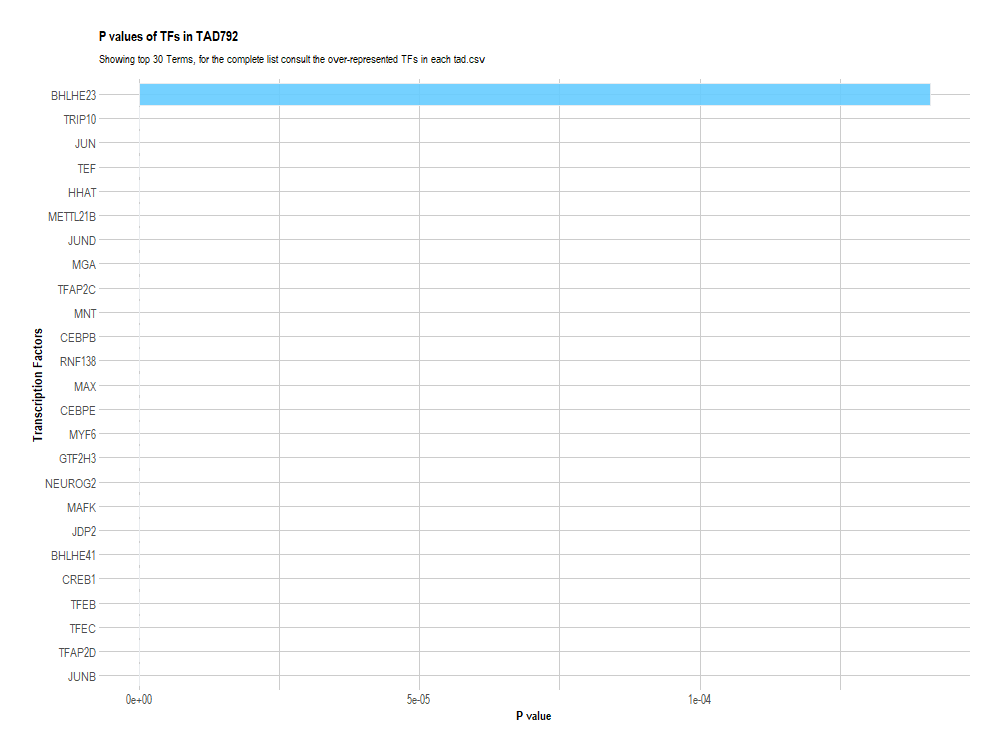 P values of TFs in TAD792
Showing top 30 Terms, for the complete list consult the over-represented TFs in each tad.csv
Transcription Factors
BHLHE23
TRIP10
JUN
TEF
HHAT
METTL21B
JUND
MGA
TFAP2C
MNT
CEBPB
RNF138
MAX
CEBPE
MYF6
GTF2H3
NEUROG2
MAFK
JDP2
BHLHE41
CREB1
TFEB
TFEC
TFAP2D
JUNB
0e+00 5e-05 1e-04
P value